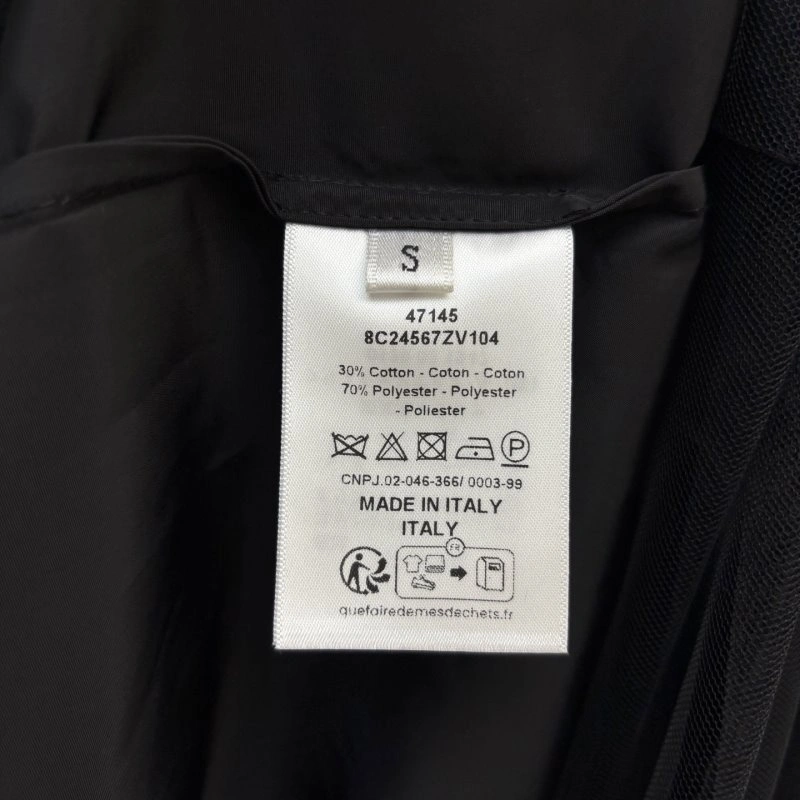 S
47145
8C24567ZV104
30% Cotton - Coton - Coton
70% Polyester - Polyester
- Poliester
P
CNPJ.02-046-366/ 0003-99
MADE IN ITALY
ITALY
FR
quefairedemesdechets.fr